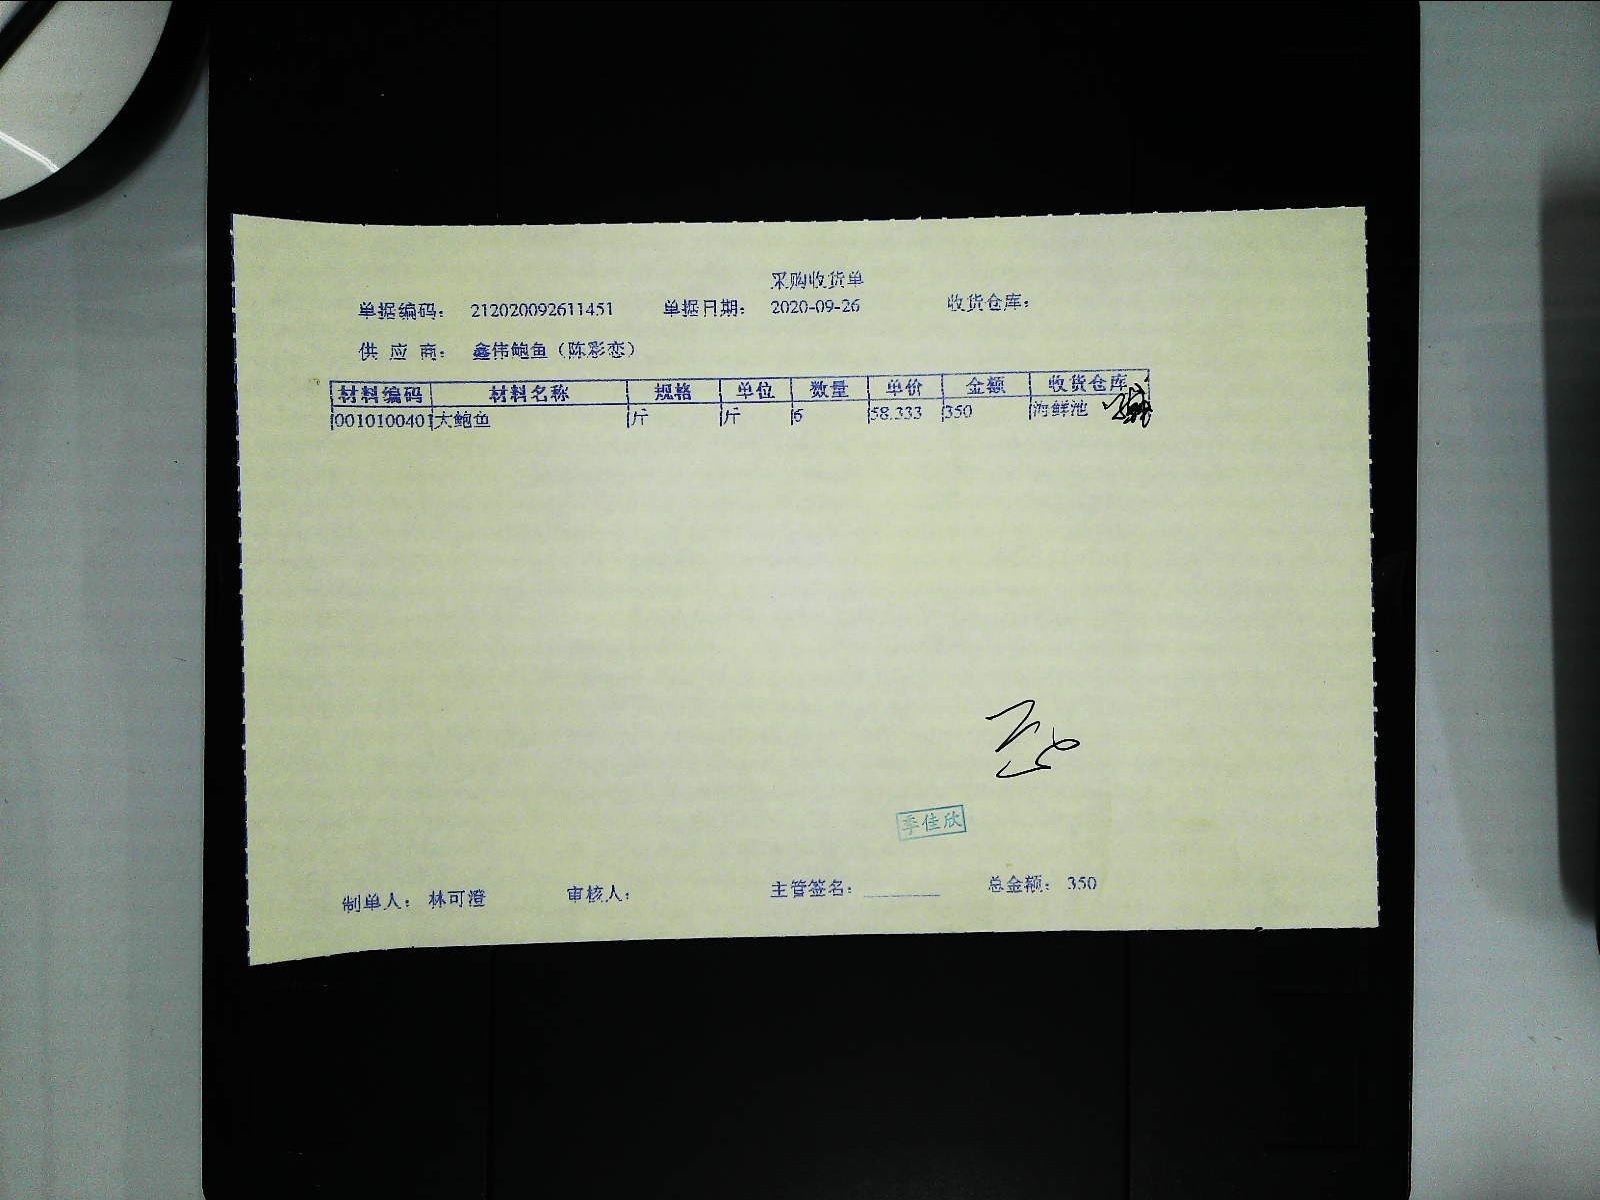 采购收货单
单据编码: 212020092611451 单据日期: 2020-09-26 收货仓库:
供应商: 鑫伟鲍鱼（陈彩恋）
材料编码 材料名称 规格 单位 数量 单价 金额 收货仓库
0010100401 大鲍鱼 斤 斤 6 58.333 350 海鲜池
季佳欣
制单人: 林可澄 审核人: 主管签名: ________ 总金额: 350